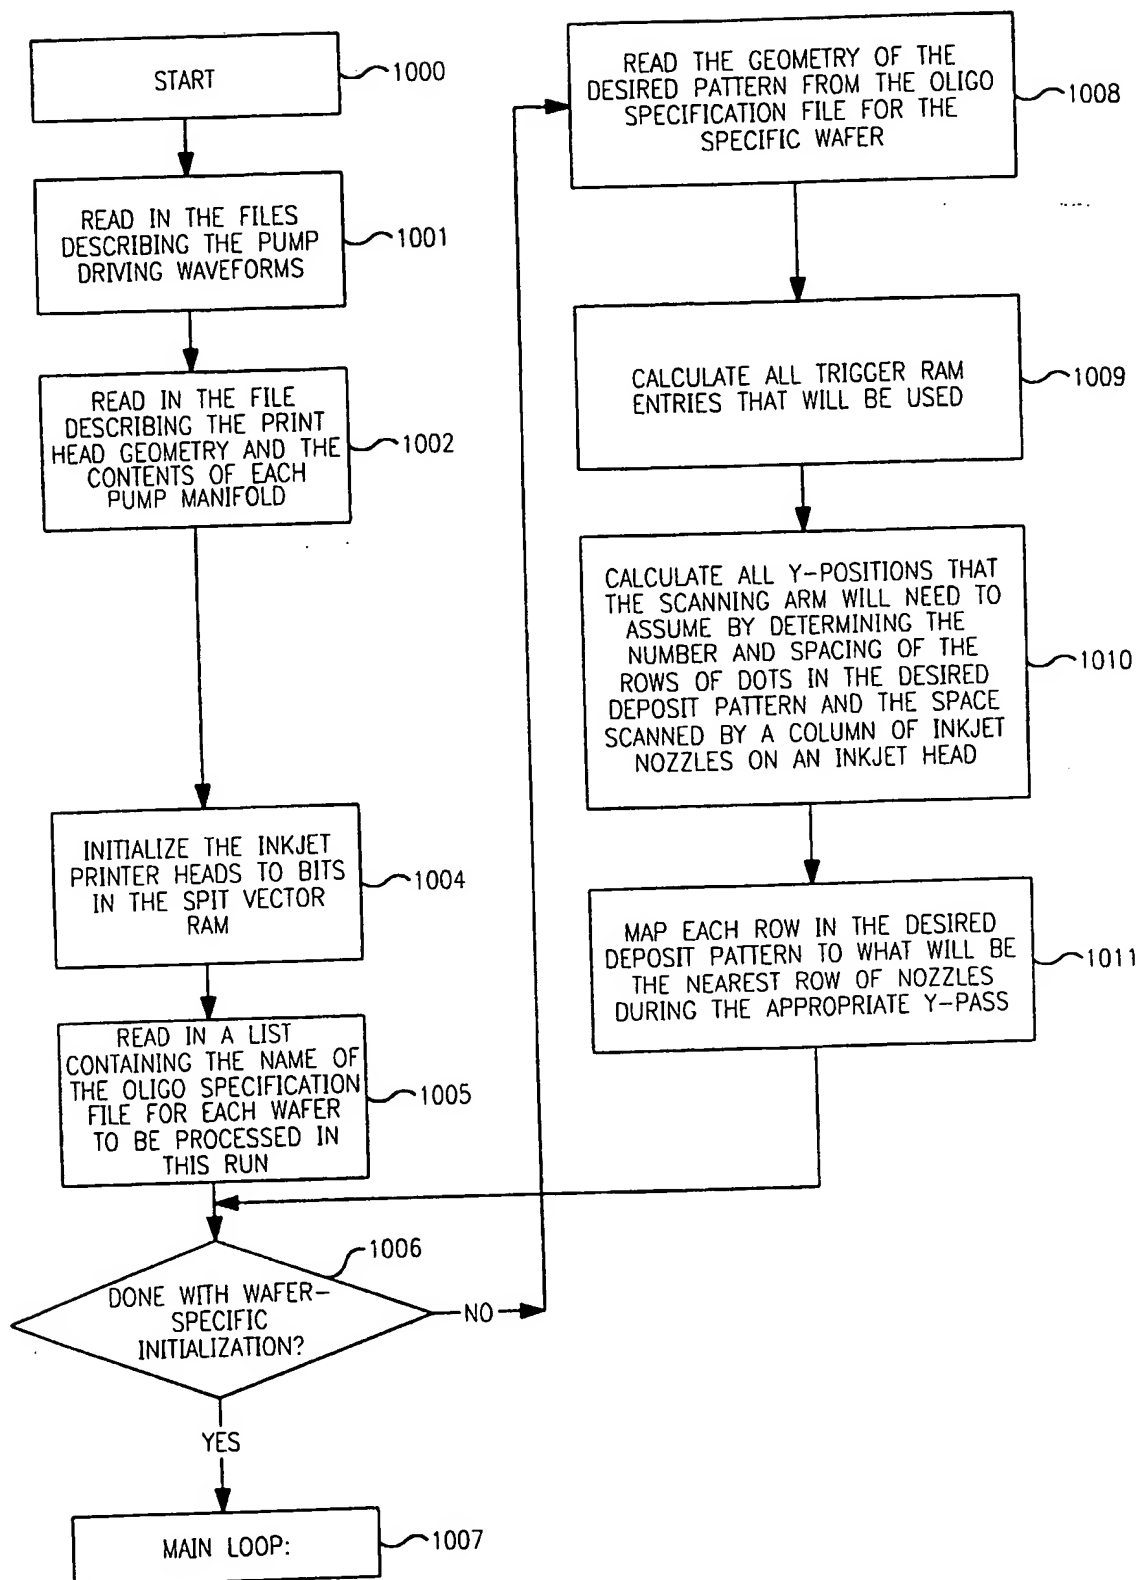 START
1000
READ IN THE FILES
DESCRIBING THE PUMP
DRIVING WAVEFORMS
1001
READ IN THE FILE
DESCRIBING THE PRINT
HEAD GEOMETRY AND THE
CONTENTS OF EACH
PUMP MANIFOLD
1002
INITIALIZE THE INKJET
PRINTER HEADS TO BITS
IN THE SPIT VECTOR
RAM
1004
READ IN A LIST
CONTAINING THE NAME OF
THE OLIGO SPECIFICATION
FILE FOR EACH WAFER
TO BE PROCESSED IN
THIS RUN
1005
DONE WITH WAFER-
SPECIFIC
INITIALIZATION?
1006
NO
YES
MAIN LOOP:
1007
READ THE GEOMETRY OF THE
DESIRED PATTERN FROM THE OLIGO
SPECIFICATION FILE FOR THE
SPECIFIC WAFER
1008
CALCULATE ALL TRIGGER RAM
ENTRIES THAT WILL BE USED
1009
CALCULATE ALL Y-POSITIONS THAT
THE SCANNING ARM WILL NEED TO
ASSUME BY DETERMINING THE
NUMBER AND SPACING OF THE
ROWS OF DOTS IN THE DESIRED
DEPOSIT PATTERN AND THE SPACE
SCANNED BY A COLUMN OF INKJET
NOZZLES ON AN INKJET HEAD
1010
MAP EACH ROW IN THE DESIRED
DEPOSIT PATTERN TO WHAT WILL BE
THE NEAREST ROW OF NOZZLES
DURING THE APPROPRIATE Y-PASS
1011